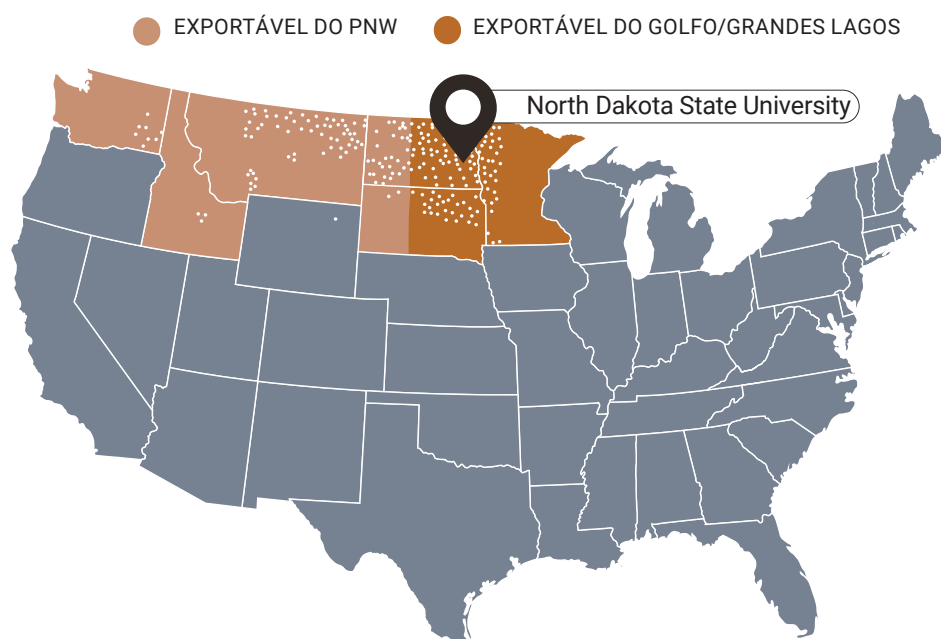 EXPORTÁVEL DO PNW
EXPORTÁVEL DO GOLFO/GRANDES LAGOS
North Dakota State University